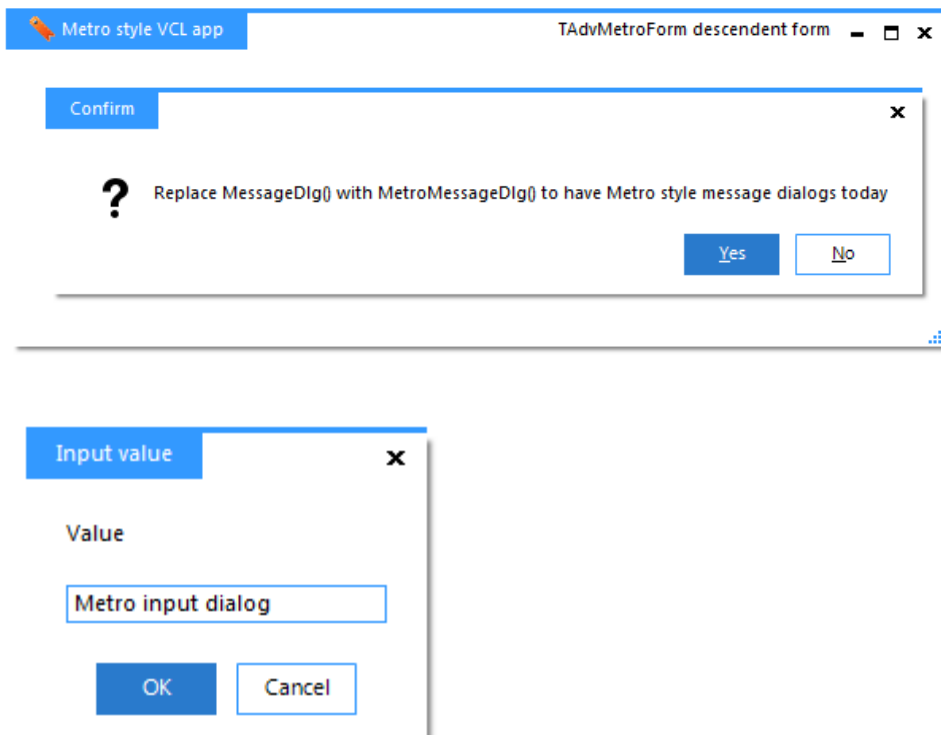 Metro style VCL app TAdvMetroForm descendent form
Confirm
? Replace MessageDlg() with MetroMessageDlg() to have Metro style message dialogs today
Yes No
Input value
Value
Metro input dialog
OK Cancel